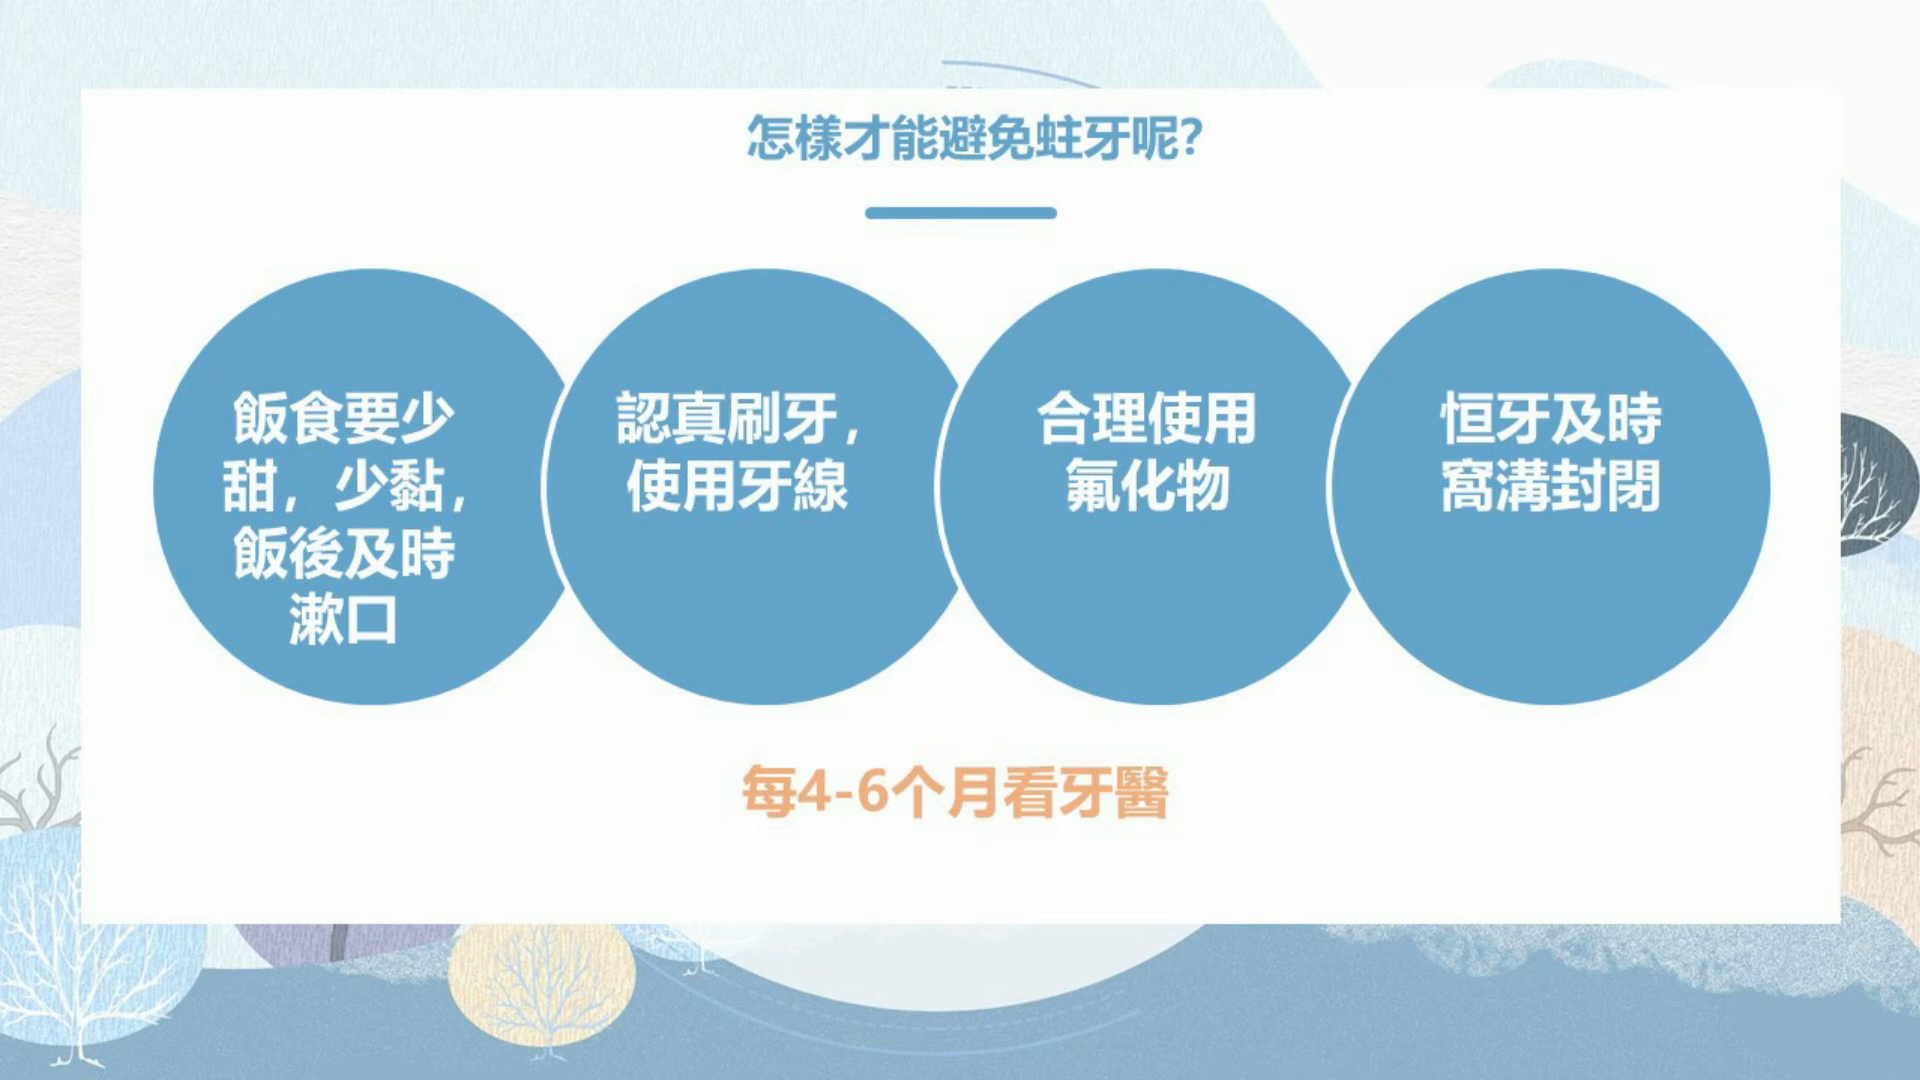 怎樣才能避免蛀牙呢?
飯食要少
甜，少黏，
飯後及時
漱口
認真刷牙，
使用牙線
合理使用
氟化物
恒牙及時
窩溝封閉
每4-6个月看牙醫